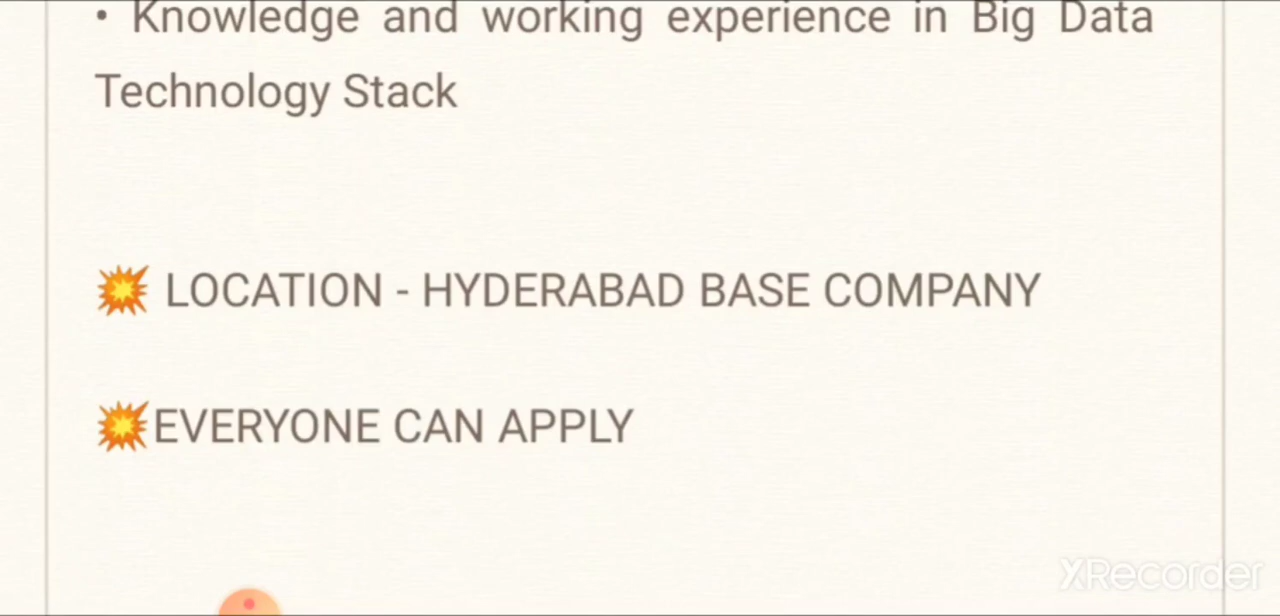 • Knowledge and working experience in Big Data
Technology Stack
💥 LOCATION - HYDERABAD BASE COMPANY
💥EVERYONE CAN APPLY
XRecorder